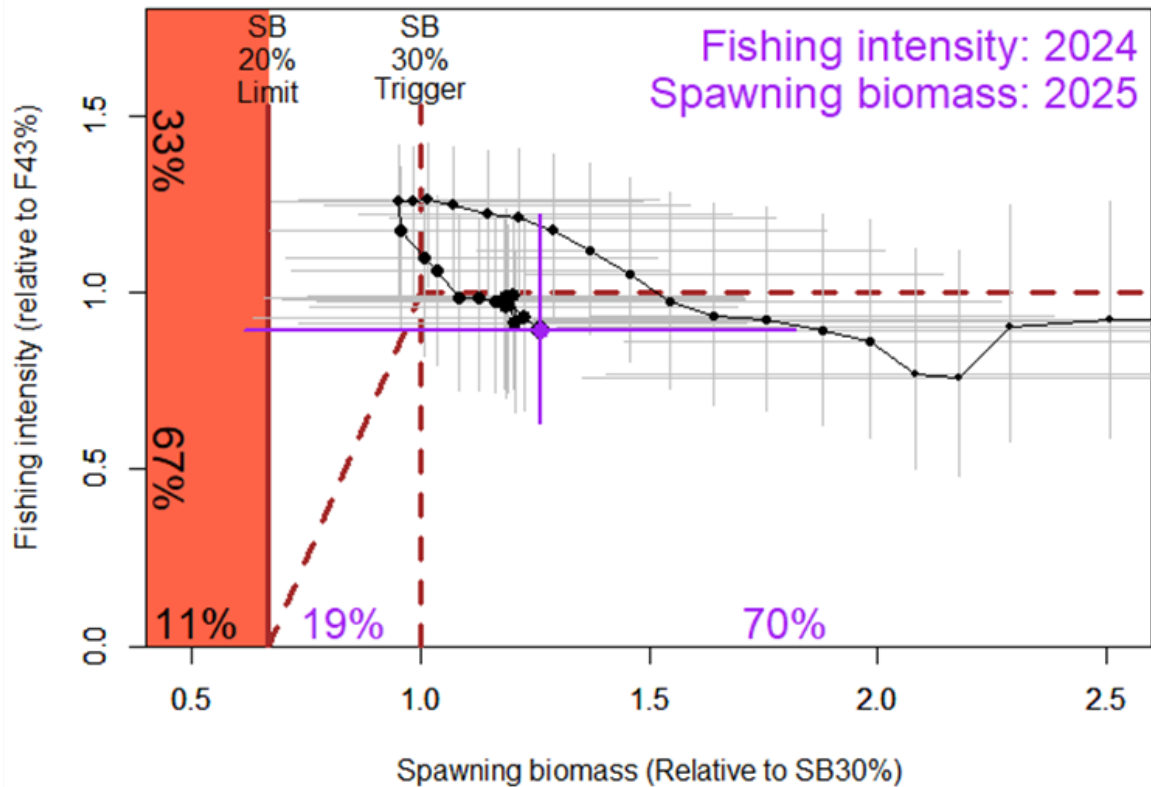 SB
20%
Limit
SB
30%
Trigger
Fishing intensity: 2024
Spawning biomass: 2025
Fishing intensity (relative to F43%)
1.5
1.0
0.5
0.0
33%
67%
11%
19%
70%
0.5
1.0
1.5
2.0
2.5
Spawning biomass (Relative to SB30%)